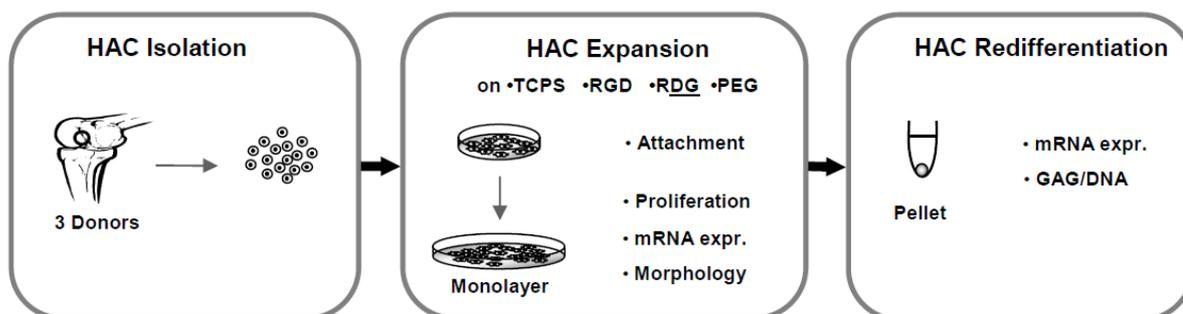 HAC Isolation
3 Donors
HAC Expansion
on •TCPS •RGD •RDG •PEG
• Attachment
• Proliferation
• mRNA expr.
• Morphology
Monolayer
HAC Redifferentiation
• mRNA expr.
• GAG/DNA
Pellet